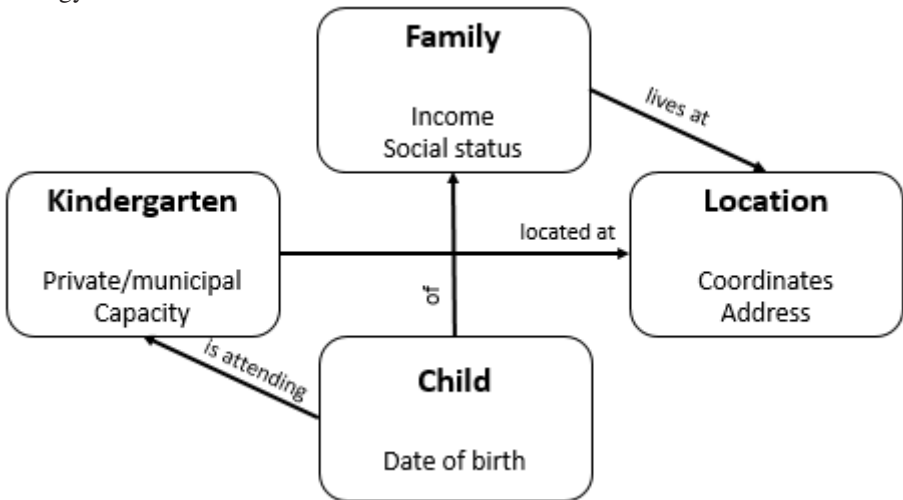 gy
Family
Income
Social status
lives at
Kindergarten
Private/municipal
Capacity
located at
Location
Coordinates
Address
of
is attending
Child
Date of birth